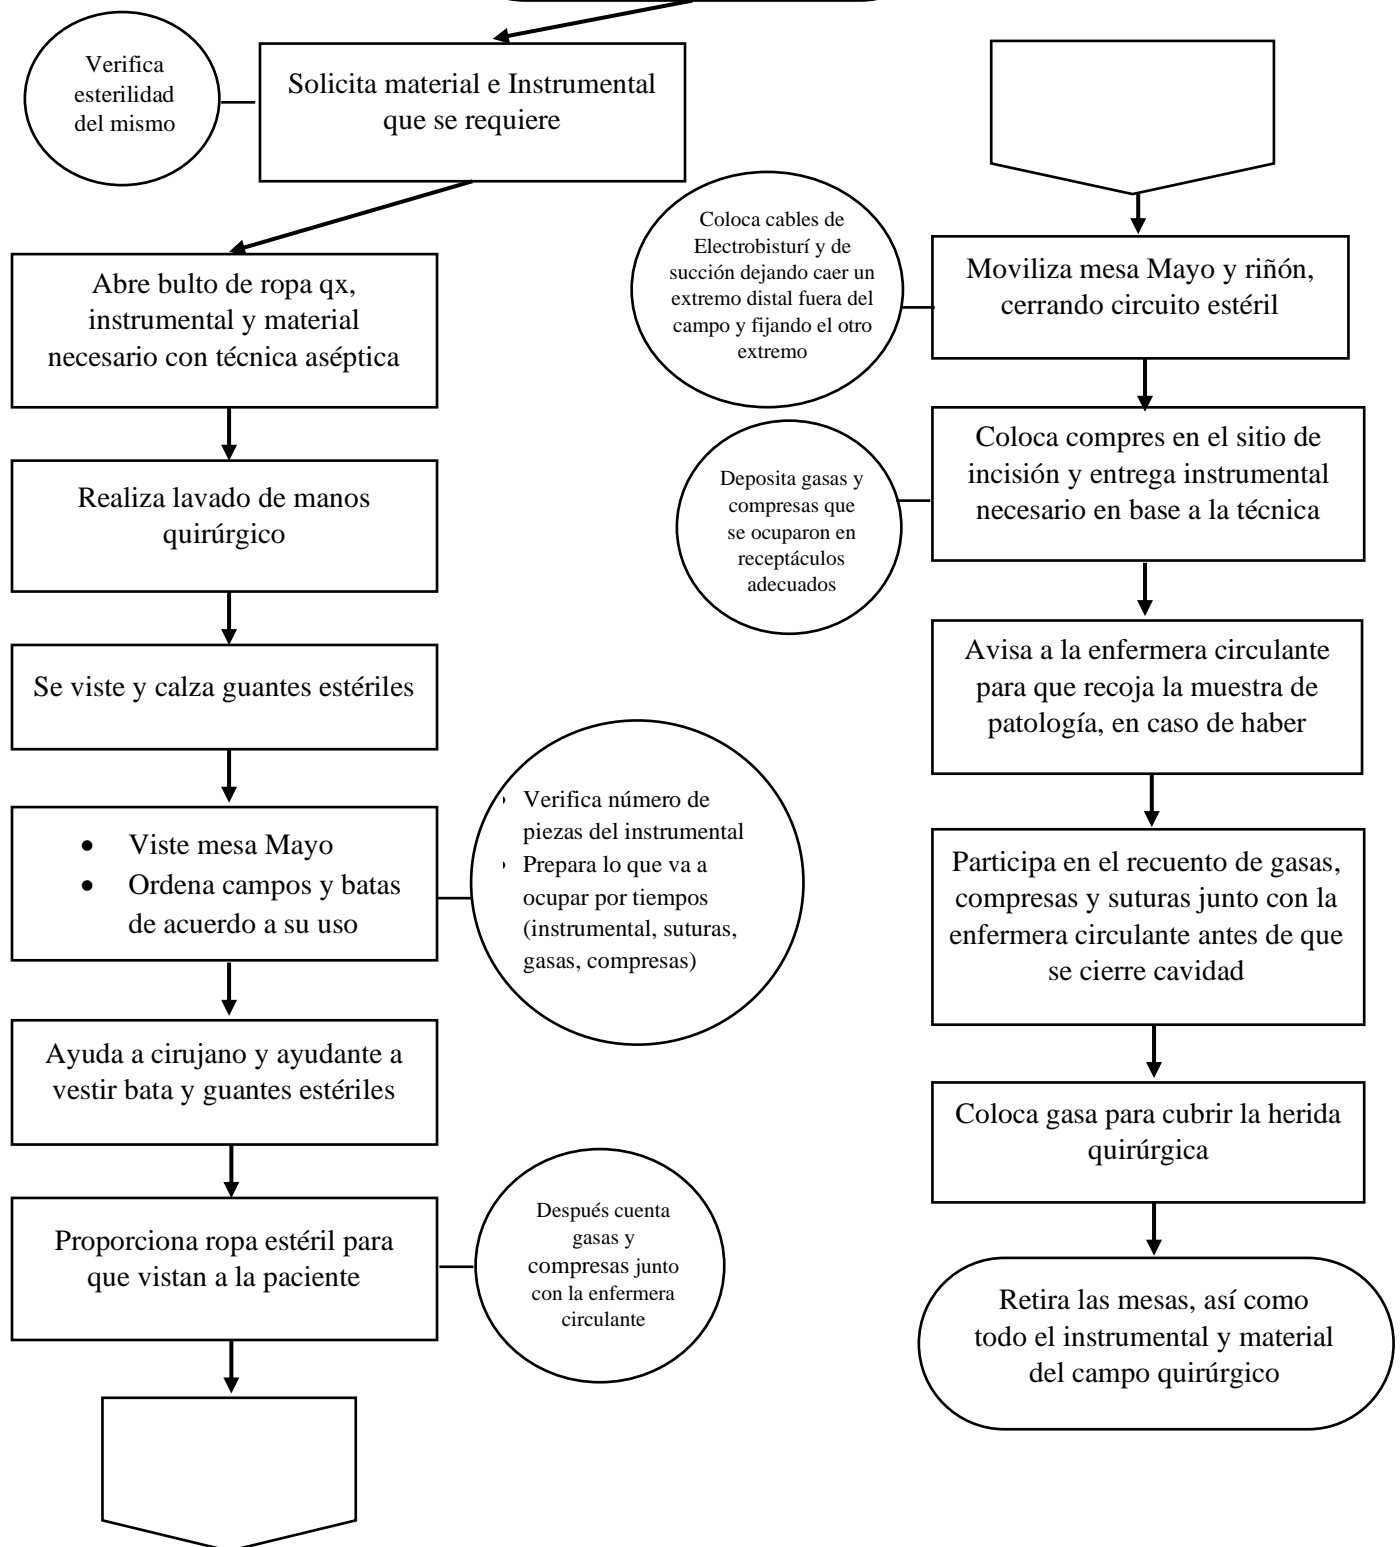 Verifica
esterilidad
del mismo
Solicita material e Instrumental
que se requiere
Abre bulto de ropa qx,
instrumental y material
necesario con técnica aséptica
Realiza lavado de manos
quirúrgico
Se viste y calza guantes estériles
• Viste mesa Mayo
• Ordena campos y batas
de acuerdo a su uso
• Verifica número de
piezas del instrumental
• Prepara lo que va a
ocupar por tiempos
(instrumental, suturas,
gasas, compresas)
Ayuda a cirujano y ayudante a
vestir bata y guantes estériles
Proporciona ropa estéril para
que vistan a la paciente
Después cuenta
gasas y
compresas junto
con la enfermera
circulante
Coloca cables de
Electrobisturí y de
succión dejando caer un
extremo distal fuera del
campo y fijando el otro
extremo
Moviliza mesa Mayo y riñón,
cerrando circuito estéril
Coloca compres en el sitio de
incisión y entrega instrumental
necesario en base a la técnica
Deposita gasas y
compresas que
se ocuparon en
receptáculos
adecuados
Avisa a la enfermera circulante
para que recoja la muestra de
patología, en caso de haber
Participa en el recuento de gasas,
compresas y suturas junto con la
enfermera circulante antes de que
se cierre cavidad
Coloca gasa para cubrir la herida
quirúrgica
Retira las mesas, así como
todo el instrumental y material
del campo quirúrgico